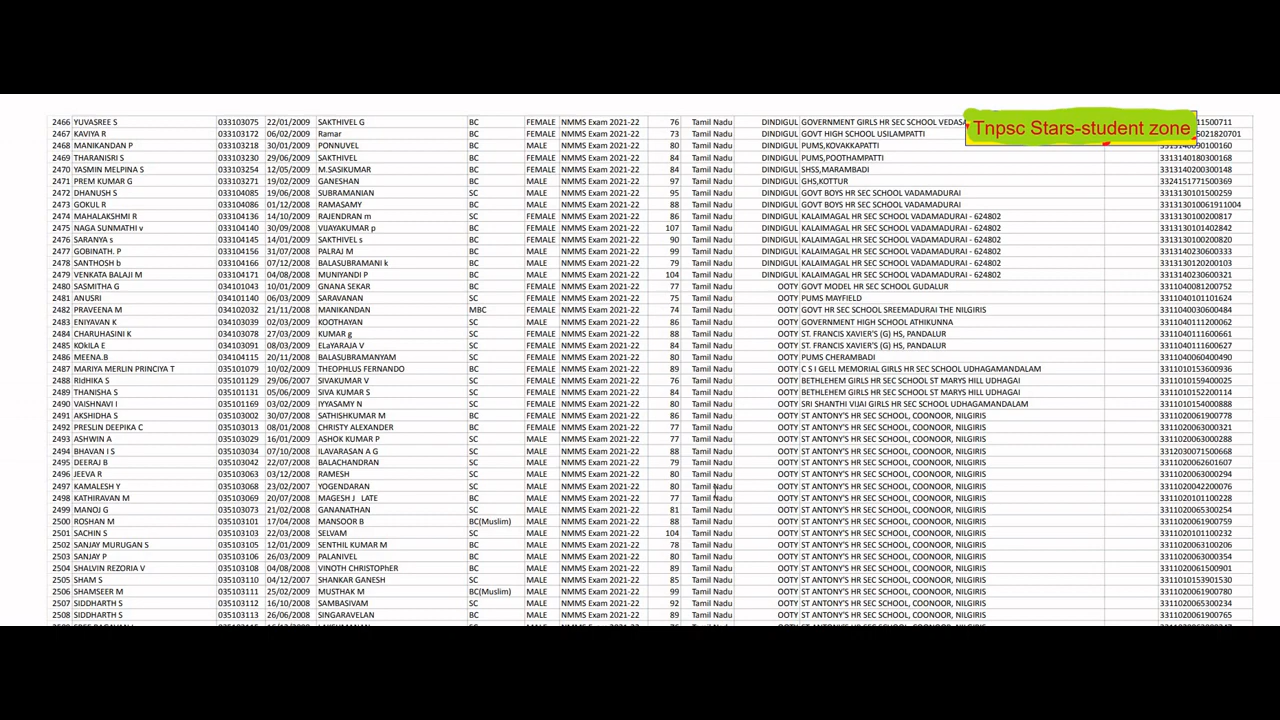 Tnpsc Stars-student zone
2466 YUVASREE S 033103075 22/01/2009 SAKTHIVEL G BC FEMALE NMMS Exam 2021-22 76 Tamil Nadu DINDIGUL GOVERNMENT GIRLS HR SEC SCHOOL
2467 KAVIYA R 033103172 06/02/2009 Ramar BC FEMALE NMMS Exam 2021-22 73 Tamil Nadu DINDIGUL GOVT HIGH SCHOOL USILAMPATTI
2468 MANIKANDAN P 033103218 30/01/2009 PONNUVEL BC MALE NMMS Exam 2021-22 80 Tamil Nadu DINDIGUL PUMS,KOVAKKAPATTI
2469 THARANISRI S 033103230 29/06/2009 SAKTHIVEL BC FEMALE NMMS Exam 2021-22 84 Tamil Nadu DINDIGUL PUMS,POOTHAMPATTI 3313140180300168
2470 YASMIN MELPINA S 033103254 12/05/2009 M.SASIKUMAR BC FEMALE NMMS Exam 2021-22 84 Tamil Nadu DINDIGUL SHSS,MARAMBADI 3313140200300148
2471 PREM KUMAR G 033103271 19/02/2009 GANESHAN BC MALE NMMS Exam 2021-22 97 Tamil Nadu DINDIGUL GHS,KOTTUR 3324151771500369
2472 DHANUSH S 033104085 19/06/2008 SUBRAMANIAN SC MALE NMMS Exam 2021-22 95 Tamil Nadu DINDIGUL GOVT BOYS HR SEC SCHOOL VADAMADURAI 3313130101500259
2473 GOKUL R 033104086 01/12/2008 RAMASAMY BC MALE NMMS Exam 2021-22 88 Tamil Nadu DINDIGUL GOVT BOYS HR SEC SCHOOL VADAMADURAI 33131310061911004
2474 MAHALAKSHMI R 033104136 14/10/2009 RAJENDRAN m SC FEMALE NMMS Exam 2021-22 86 Tamil Nadu DINDIGUL KALAIMAGAL HR SEC SCHOOL VADAMADURAI - 624802 3313130100200817
2475 NAGA SUNMATHI v 033104140 30/09/2008 VIJAYAKUMAR p BC FEMALE NMMS Exam 2021-22 107 Tamil Nadu DINDIGUL KALAIMAGAL HR SEC SCHOOL VADAMADURAI - 624802 3313130101402842
2476 SARANYA s 033104145 14/01/2009 SAKTHIVEL s BC FEMALE NMMS Exam 2021-22 90 Tamil Nadu DINDIGUL KALAIMAGAL HR SEC SCHOOL VADAMADURAI - 624802 3313130100200820
2477 GOBINATH. P 033104156 31/07/2008 PALRAJ M BC MALE NMMS Exam 2021-22 99 Tamil Nadu DINDIGUL KALAIMAGAL HR SEC SCHOOL VADAMADURAI - 624802 3313140230600333
2478 SANTHOSH b 033104166 07/12/2008 BALASUBRAMANI k BC MALE NMMS Exam 2021-22 79 Tamil Nadu DINDIGUL KALAIMAGAL HR SEC SCHOOL VADAMADURAI - 624802 3313130120200103
2479 VENKATA BALAJI M 033104171 04/08/2008 MUNIYANDI P BC MALE NMMS Exam 2021-22 104 Tamil Nadu DINDIGUL KALAIMAGAL HR SEC SCHOOL VADAMADURAI - 624802 3313140230600321
2480 SASMITHA G 034101043 10/01/2009 GNANA SEKAR BC FEMALE NMMS Exam 2021-22 77 Tamil Nadu OOTY GOVT MODEL HR SEC SCHOOL GUDALUR 3311040081200752
2481 ANUSRI 034101140 06/03/2009 SARAVANAN SC FEMALE NMMS Exam 2021-22 75 Tamil Nadu OOTY PUMS MAYFIELD 3311040101101624
2482 PRAVEENA M 034102032 21/11/2008 MANIKANDAN MBC FEMALE NMMS Exam 2021-22 74 Tamil Nadu OOTY GOVT HR SEC SCHOOL SREEMADURAI THE NILGIRIS 3311040030600484
2483 ENIYAVAN K 034103039 02/03/2009 KOOTHAYAN SC MALE NMMS Exam 2021-22 76 Tamil Nadu OOTY GOVERNMENT HIGH SCHOOL ATHIKUNNA 3311040111200062
2484 CHARUHASINI K 034103078 27/03/2009 KUMAR g SC FEMALE NMMS Exam 2021-22 88 Tamil Nadu OOTY ST. FRANCIS XAVIER'S (G) HS, PANDALUR 3311040111600661
2485 KOkILA E 034103091 08/03/2009 ELaYARAJA V SC FEMALE NMMS Exam 2021-22 84 Tamil Nadu OOTY ST. FRANCIS XAVIER'S (G) HS, PANDALUR 3311040111600627
2486 MEENA.B 034104115 20/11/2008 BALASUBRAMANYAM SC FEMALE NMMS Exam 2021-22 80 Tamil Nadu OOTY PUMS CHERAMBADI 3311040060400490
2487 MARIYA MERLIN PRINCIYA T 035101079 10/02/2009 THEOPHLUS FERNANDO BC FEMALE NMMS Exam 2021-22 89 Tamil Nadu OOTY C S I GELL MEMORIAL GIRLS HR SEC SCHOOL UDHAGAMANDALAM 3311010153600936
2488 RIdHIKA S 035101129 29/06/2007 SIVAKUMAR V SC FEMALE NMMS Exam 2021-22 76 Tamil Nadu OOTY BETHLEHEM GIRLS HR SEC SCHOOL ST MARYS HILL UDHAGAI 3311010159400025
2489 THANISHA S 035101131 05/06/2009 SIVA KUMAR S SC FEMALE NMMS Exam 2021-22 84 Tamil Nadu OOTY BETHLEHEM GIRLS HR SEC SCHOOL ST MARYS HILL UDHAGAI 3311010152200114
2490 VAISHNAVI I 035101169 03/02/2009 IYYASAMY N SC FEMALE NMMS Exam 2021-22 80 Tamil Nadu OOTY SRI SHANTHI VIJAI GIRLS HR SEC SCHOOL UDHAGAMANDALAM 3311010154000888
2491 AKSHIDHA S 035103002 30/07/2008 SATHISHKUMAR M BC FEMALE NMMS Exam 2021-22 86 Tamil Nadu OOTY ST ANTONY'S HR SEC SCHOOL, COONOOR, NILGIRIS 3311020061900778
2492 PRESLIN DEEPIKA C 035103013 08/01/2009 CHRISTY ALEXANDER BC FEMALE NMMS Exam 2021-22 77 Tamil Nadu OOTY ST ANTONY'S HR SEC SCHOOL, COONOOR, NILGIRIS 3311020063000321
2493 ASHWIN A 035103029 16/01/2009 ASHOK KUMAR P SC MALE NMMS Exam 2021-22 77 Tamil Nadu OOTY ST ANTONY'S HR SEC SCHOOL, COONOOR, NILGIRIS 3311020063000288
2494 BHAVAN I S 035103034 07/10/2008 ILAVARASAN A G SC MALE NMMS Exam 2021-22 88 Tamil Nadu OOTY ST ANTONY'S HR SEC SCHOOL, COONOOR, NILGIRIS 3312030071500668
2495 DEERAJ B 035103042 22/07/2008 BALACHANDRAN SC MALE NMMS Exam 2021-22 79 Tamil Nadu OOTY ST ANTONY'S HR SEC SCHOOL, COONOOR, NILGIRIS 3311020062601607
2496 JEEVA R 035103063 03/12/2008 RAMESH SC MALE NMMS Exam 2021-22 80 Tamil Nadu OOTY ST ANTONY'S HR SEC SCHOOL, COONOOR, NILGIRIS 3311020063000294
2497 KAMALESH Y 035103068 23/02/2007 YOGENDARAN SC MALE NMMS Exam 2021-22 80 Tamil Nadu OOTY ST ANTONY'S HR SEC SCHOOL, COONOOR, NILGIRIS 3311020042200076
2498 KATHIRAVAN M 035103069 20/07/2008 MAGESH J LATE BC MALE NMMS Exam 2021-22 77 Tamil Nadu OOTY ST ANTONY'S HR SEC SCHOOL, COONOOR, NILGIRIS 3311020101100228
2499 MANOJ G 035103073 21/02/2008 GANANATHAN SC MALE NMMS Exam 2021-22 81 Tamil Nadu OOTY ST ANTONY'S HR SEC SCHOOL, COONOOR, NILGIRIS 3311020065300254
2500 ROSHAN M 035103101 17/04/2008 MANSOOR B BC(Muslim) MALE NMMS Exam 2021-22 88 Tamil Nadu OOTY ST ANTONY'S HR SEC SCHOOL, COONOOR, NILGIRIS 3311020061900759
2501 SACHIN S 035103103 22/03/2008 SELVAM SC MALE NMMS Exam 2021-22 104 Tamil Nadu OOTY ST ANTONY'S HR SEC SCHOOL, COONOOR, NILGIRIS 3311020101100232
2502 SANJAY MURUGAN S 035103105 12/01/2009 SENTHIL KUMAR M BC MALE NMMS Exam 2021-22 78 Tamil Nadu OOTY ST ANTONY'S HR SEC SCHOOL, COONOOR, NILGIRIS 3311020063100206
2503 SANJAY P 035103106 26/03/2009 PALANIVEL BC MALE NMMS Exam 2021-22 80 Tamil Nadu OOTY ST ANTONY'S HR SEC SCHOOL, COONOOR, NILGIRIS 3311020063000354
2504 SHALVIN REZORIA V 035103108 04/08/2008 VINOTH CHRISTOPhER BC MALE NMMS Exam 2021-22 89 Tamil Nadu OOTY ST ANTONY'S HR SEC SCHOOL, COONOOR, NILGIRIS 3311020061500901
2505 SHAM S 035103110 04/12/2007 SHANKAR GANESH SC MALE NMMS Exam 2021-22 85 Tamil Nadu OOTY ST ANTONY'S HR SEC SCHOOL, COONOOR, NILGIRIS 3311010153901530
2506 SHAMSEER M 035103111 25/02/2009 MUSTHAK M BC(Muslim) MALE NMMS Exam 2021-22 99 Tamil Nadu OOTY ST ANTONY'S HR SEC SCHOOL, COONOOR, NILGIRIS 3311020061900780
2507 SIDDHARTH S 035103112 16/10/2008 SAMBASIVAM SC MALE NMMS Exam 2021-22 92 Tamil Nadu OOTY ST ANTONY'S HR SEC SCHOOL, COONOOR, NILGIRIS 3311020065300234
2508 SIDDHARTH S 035103113 26/06/2008 SINGARAVELAN BC MALE NMMS Exam 2021-22 89 Tamil Nadu OOTY ST ANTONY'S HR SEC SCHOOL, COONOOR, NILGIRIS 3311020061900765